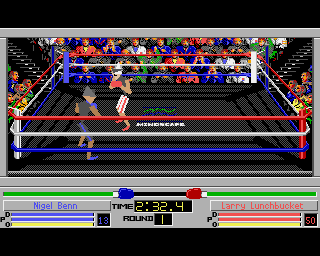 MINDSCAPE
TIME 2:32.4
Nigel Benn
Larry Lunchbucket
ROUND 1
P D O 13
P D O 50